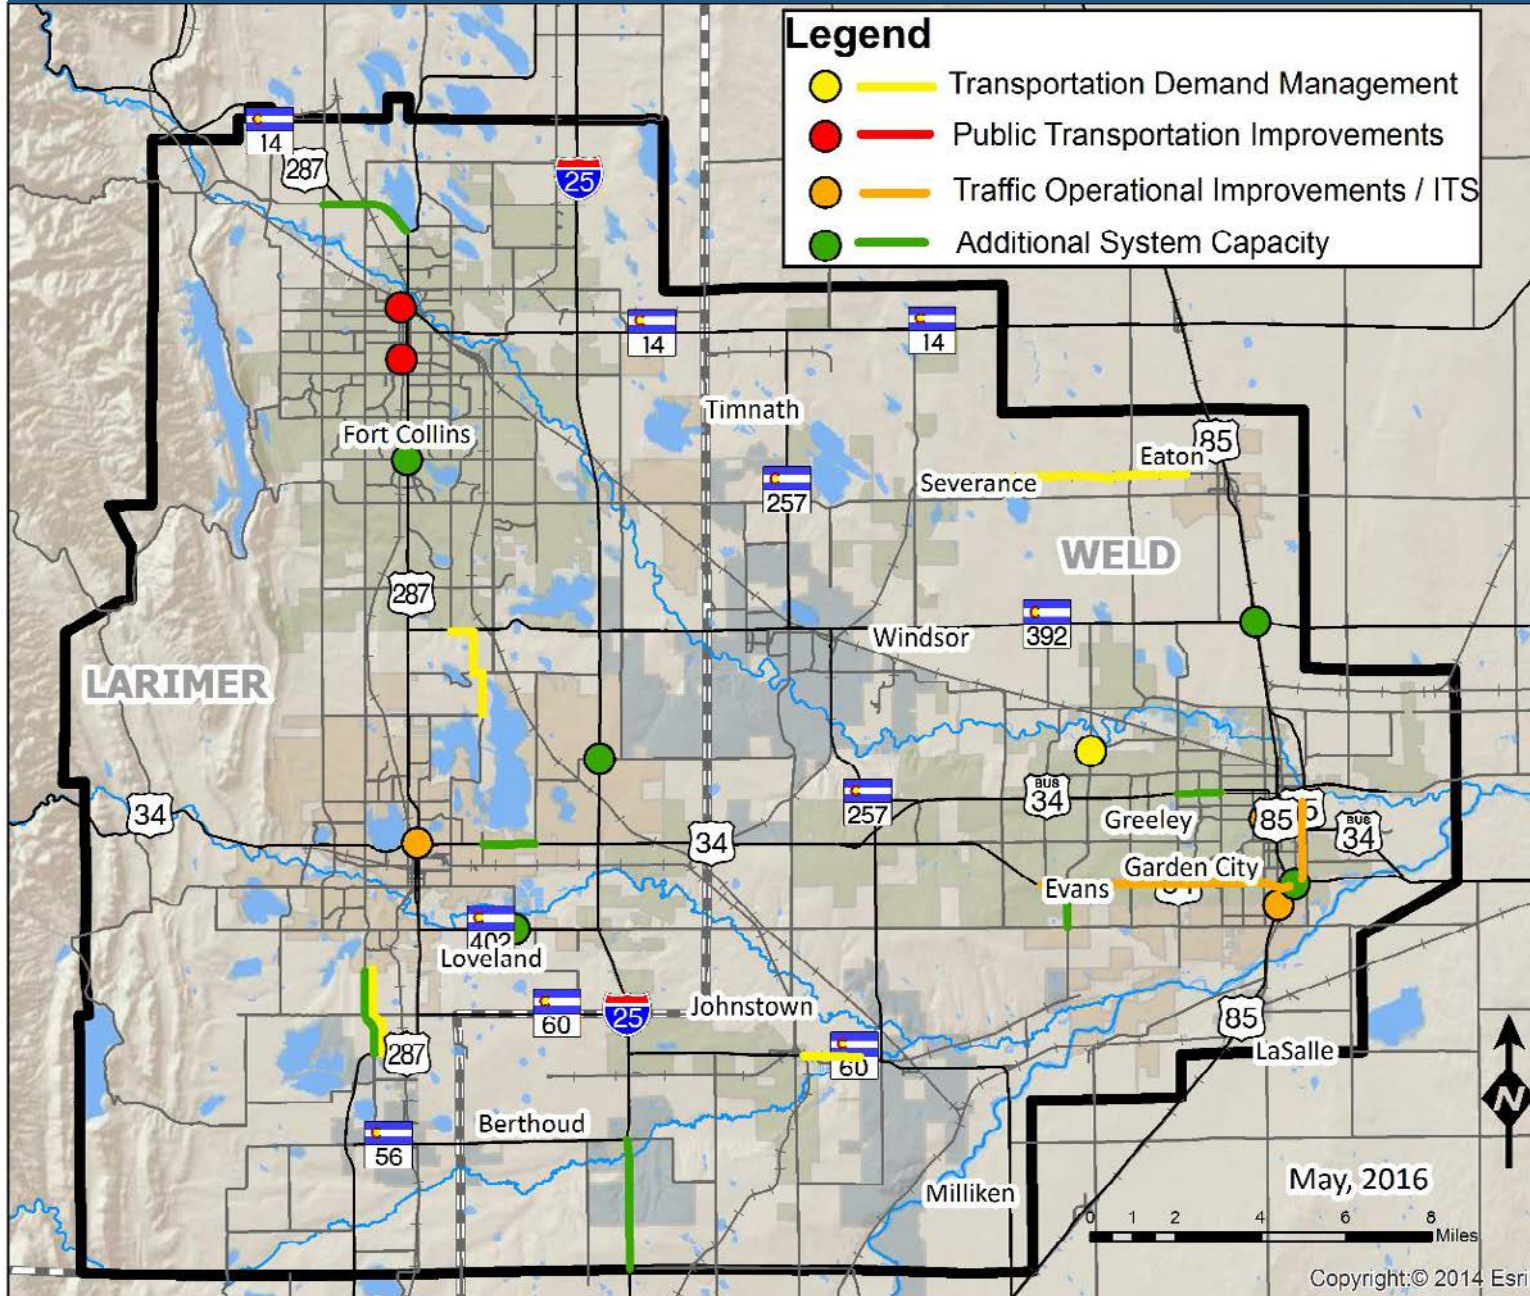 Legend
Transportation Demand Management
Public Transportation Improvements
Traffic Operational Improvements / ITS
Additional System Capacity
14
287
25
14
14
Timnath
Fort Collins
85
Eaton
Severance
257
WELD
287
392
Windsor
LARIMER
34
257
BUS
34
Greeley
85
5
BUS
34
34
Garden City
Evans
402
Loveland
60
25
Johnstown
85
60
LaSalle
287
Berthoud
56
Milliken
May, 2016
N
0 1 2 4 6 8
Miles
Copyright:© 2014 Esri